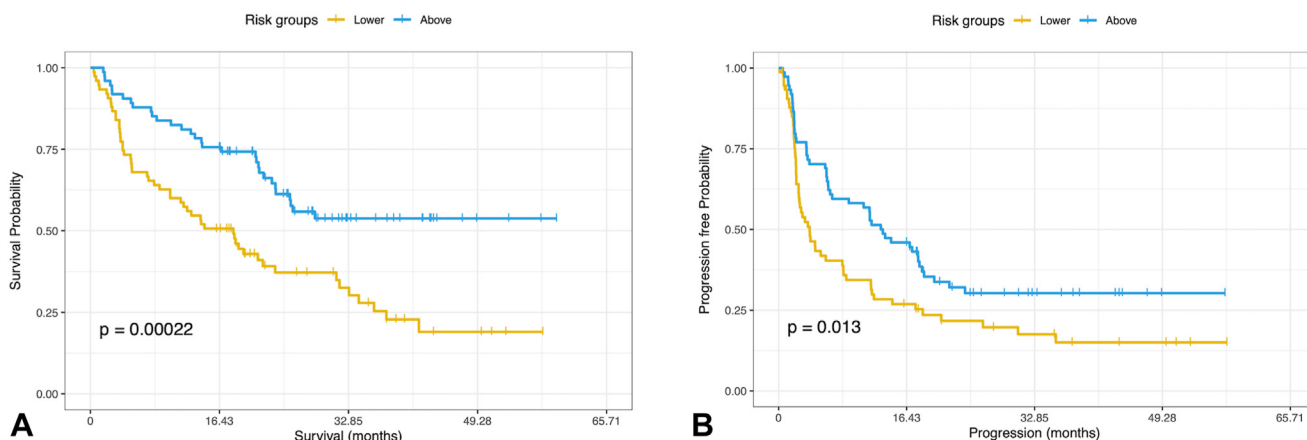 Risk groups Lower Above
Survival Probability
1.00
0.75
0.50
0.25
0.00
p = 0.00022
0 16.43 32.85 49.28 65.71
Survival (months)
A
Risk groups Lower Above
Progression free Probability
1.00
0.75
0.50
0.25
0.00
p = 0.013
0 16.43 32.85 49.28 65.71
Progression (months)
B